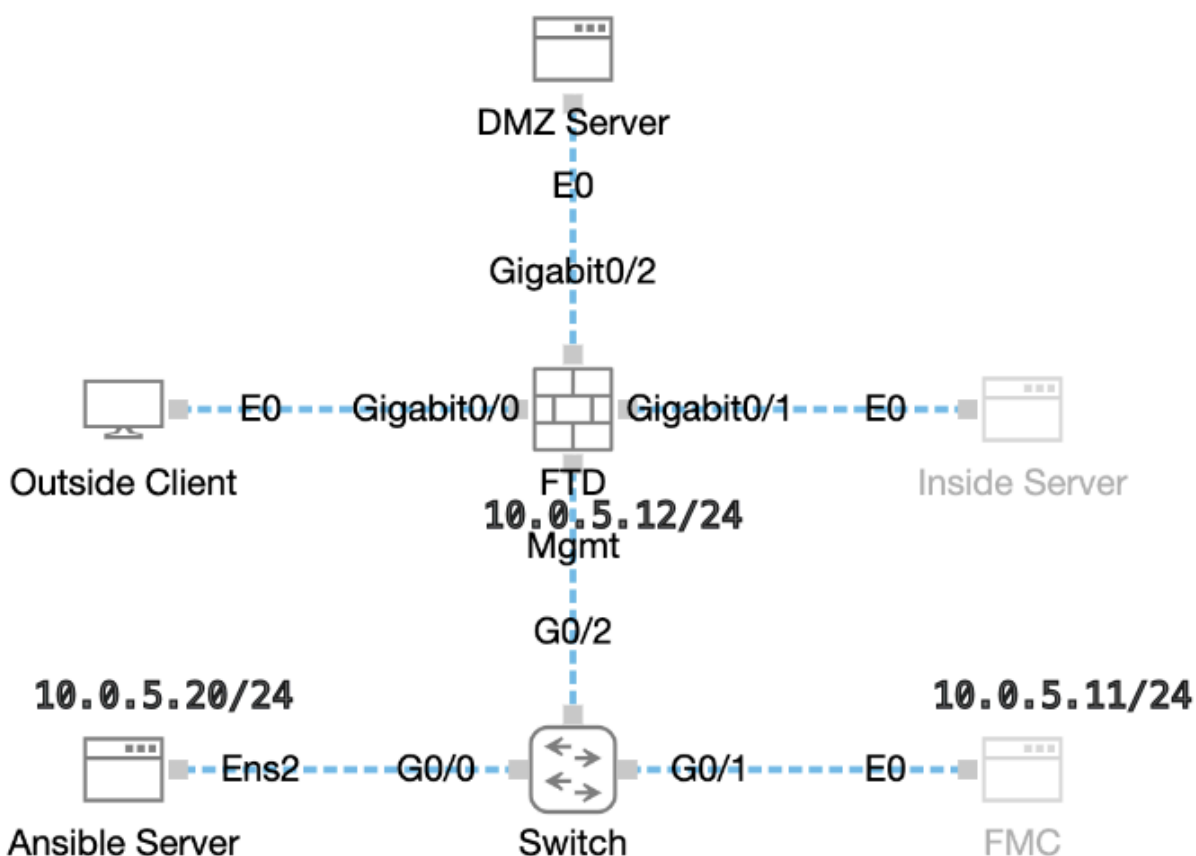 DMZ Server
E0
Gigabit0/2
E0
Gigabit0/0
Gigabit0/1
E0
Outside Client
FTD
Inside Server
10.0.5.12/24
Mgmt
G0/2
10.0.5.20/24
10.0.5.11/24
Ens2
G0/0
G0/1
E0
Ansible Server
Switch
FMC